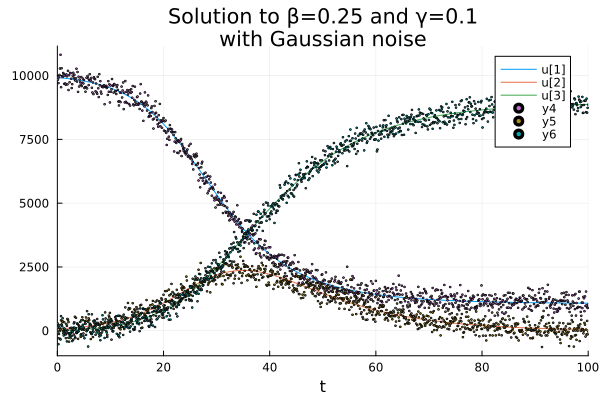 Solution to β=0.25 and γ=0.1
with Gaussian noise
10000
7500
5000
2500
0
u[1]
u[2]
u[3]
y4
y5
y6
0 20 40 60 80 100
t